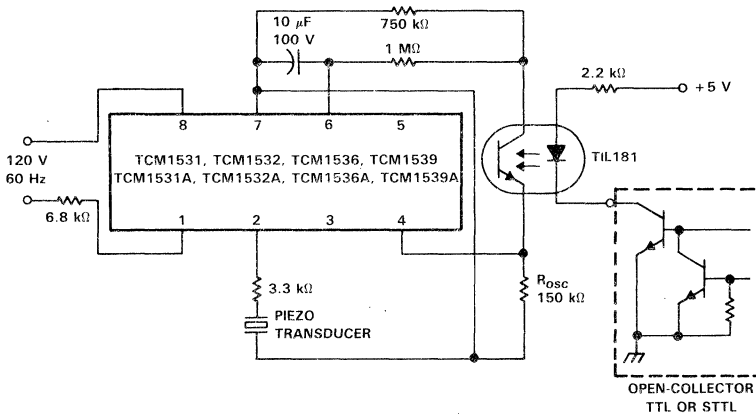 750 kΩ
10 μF
100 V
1 MΩ
2.2 kΩ
+5 V
8 7 6 5
120 V
60 Hz
TCM1531, TCM1532, TCM1536, TCM1539
TCM1531A, TCM1532A, TCM1536A, TCM1539A
TIL181
6.8 kΩ
1 2 3 4
3.3 kΩ
PIEZO
TRANSDUCER
Rosc
150 kΩ
OPEN-COLLECTOR
TTL OR STTL